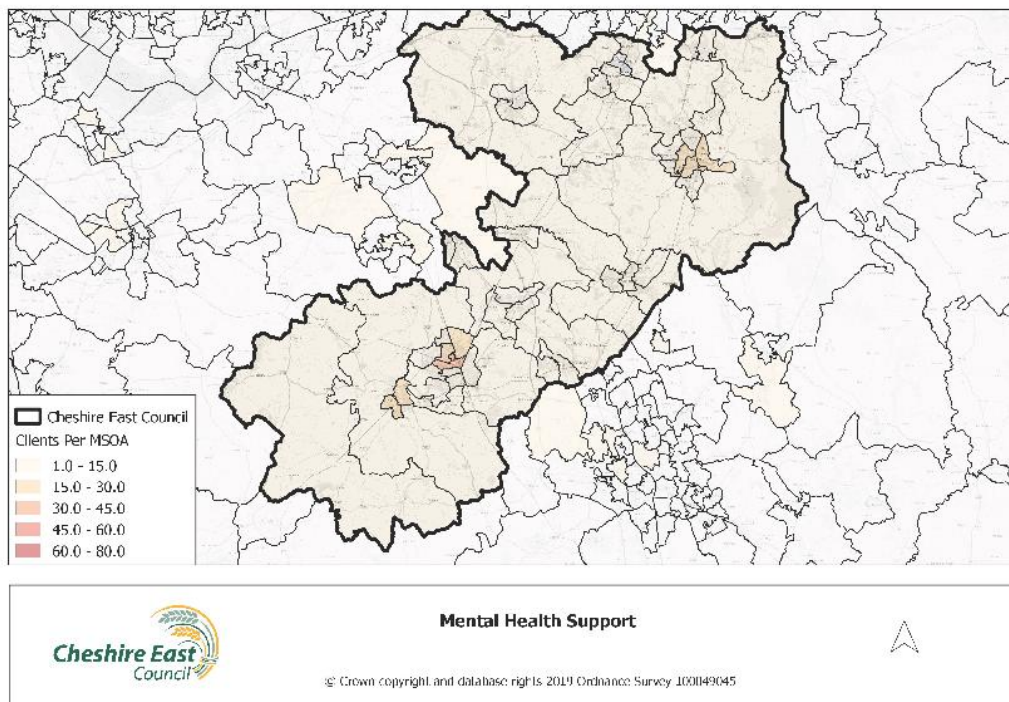 Cheshire East Council
Clients Per MSOA
1.0 - 15.0
15.0 - 30.0
30.0 - 45.0
45.0 - 60.0
60.0 - 80.0
Cheshire East
Council
Mental Health Support
© Crown copyright and database rights 2019 Ordnance Survey 100049045